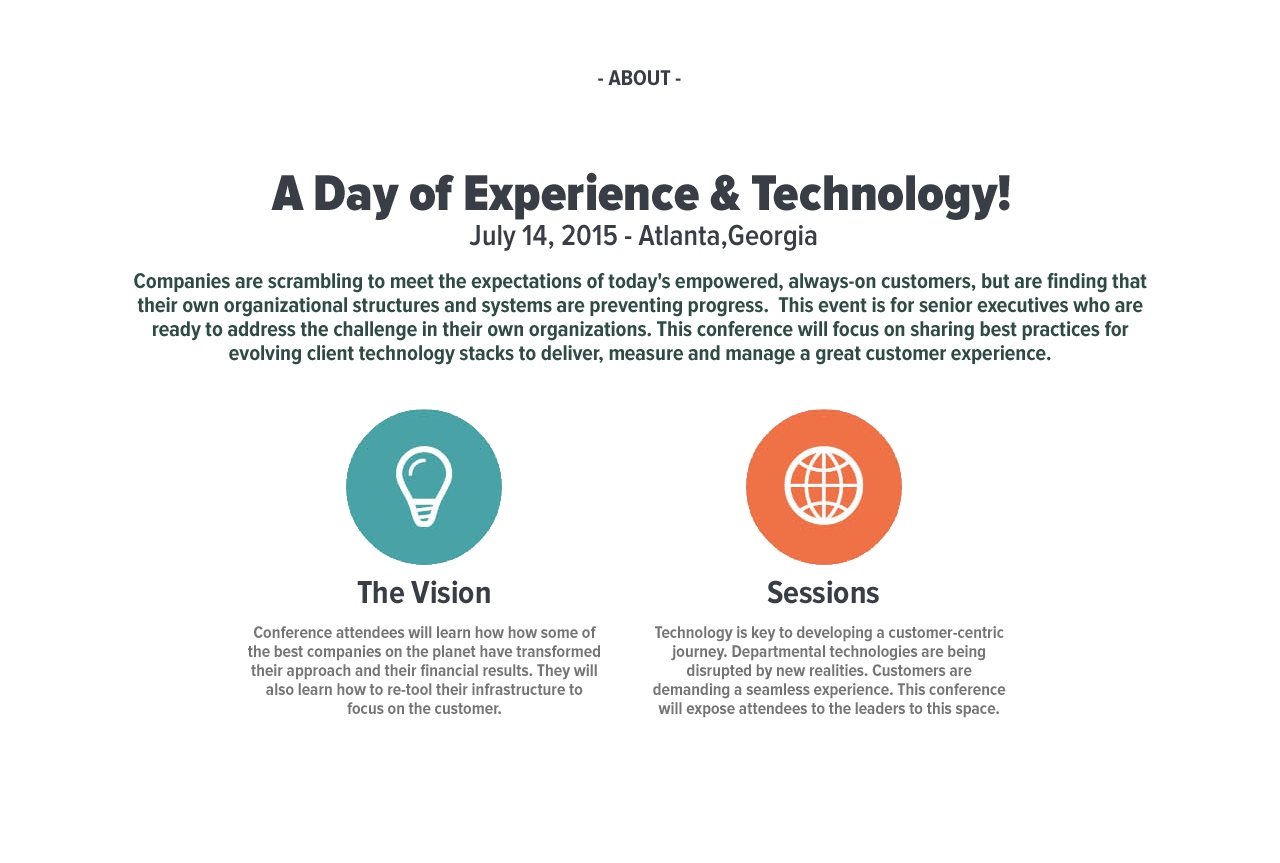 - ABOUT -
A Day of Experience & Technology!
July 14, 2015 - Atlanta,Georgia
Companies are scrambling to meet the expectations of today's empowered, always-on customers, but are finding that
their own organizational structures and systems are preventing progress.  This event is for senior executives who are
ready to address the challenge in their own organizations. This conference will focus on sharing best practices for
evolving client technology stacks to deliver, measure and manage a great customer experience.
The Vision
Conference attendees will learn how how some of
the best companies on the planet have transformed
their approach and their financial results. They will
also learn how to re-tool their infrastructure to
focus on the customer.
Sessions
Technology is key to developing a customer-centric
journey. Departmental technologies are being
disrupted by new realities. Customers are
demanding a seamless experience. This conference
will expose attendees to the leaders to this space.